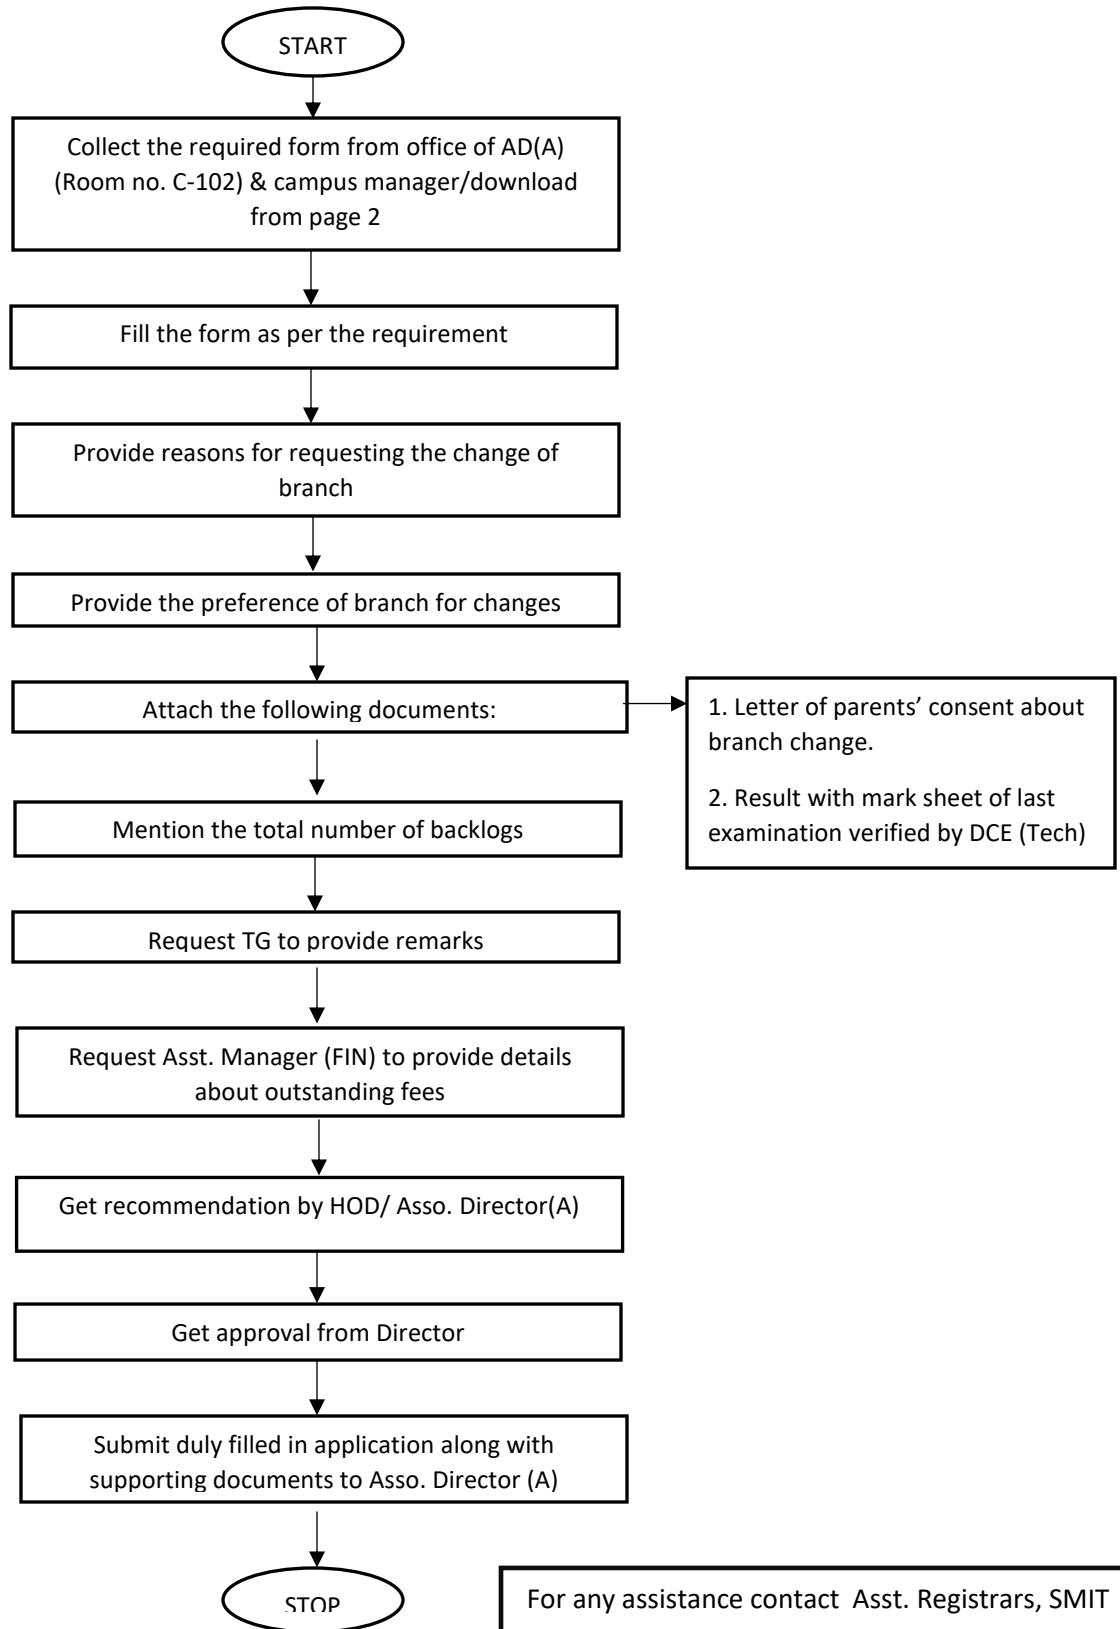 START
Collect the required form from office of AD(A)
(Room no. C-102) & campus manager/download
from page 2
Fill the form as per the requirement
Provide reasons for requesting the change of
branch
Provide the preference of branch for changes
Attach the following documents:
1. Letter of parents’ consent about
branch change.
2. Result with mark sheet of last
examination verified by DCE (Tech)
Mention the total number of backlogs
Request TG to provide remarks
Request Asst. Manager (FIN) to provide details
about outstanding fees
Get recommendation by HOD/ Asso. Director(A)
Get approval from Director
Submit duly filled in application along with
supporting documents to Asso. Director (A)
STOP
For any assistance contact Asst. Registrars, SMIT